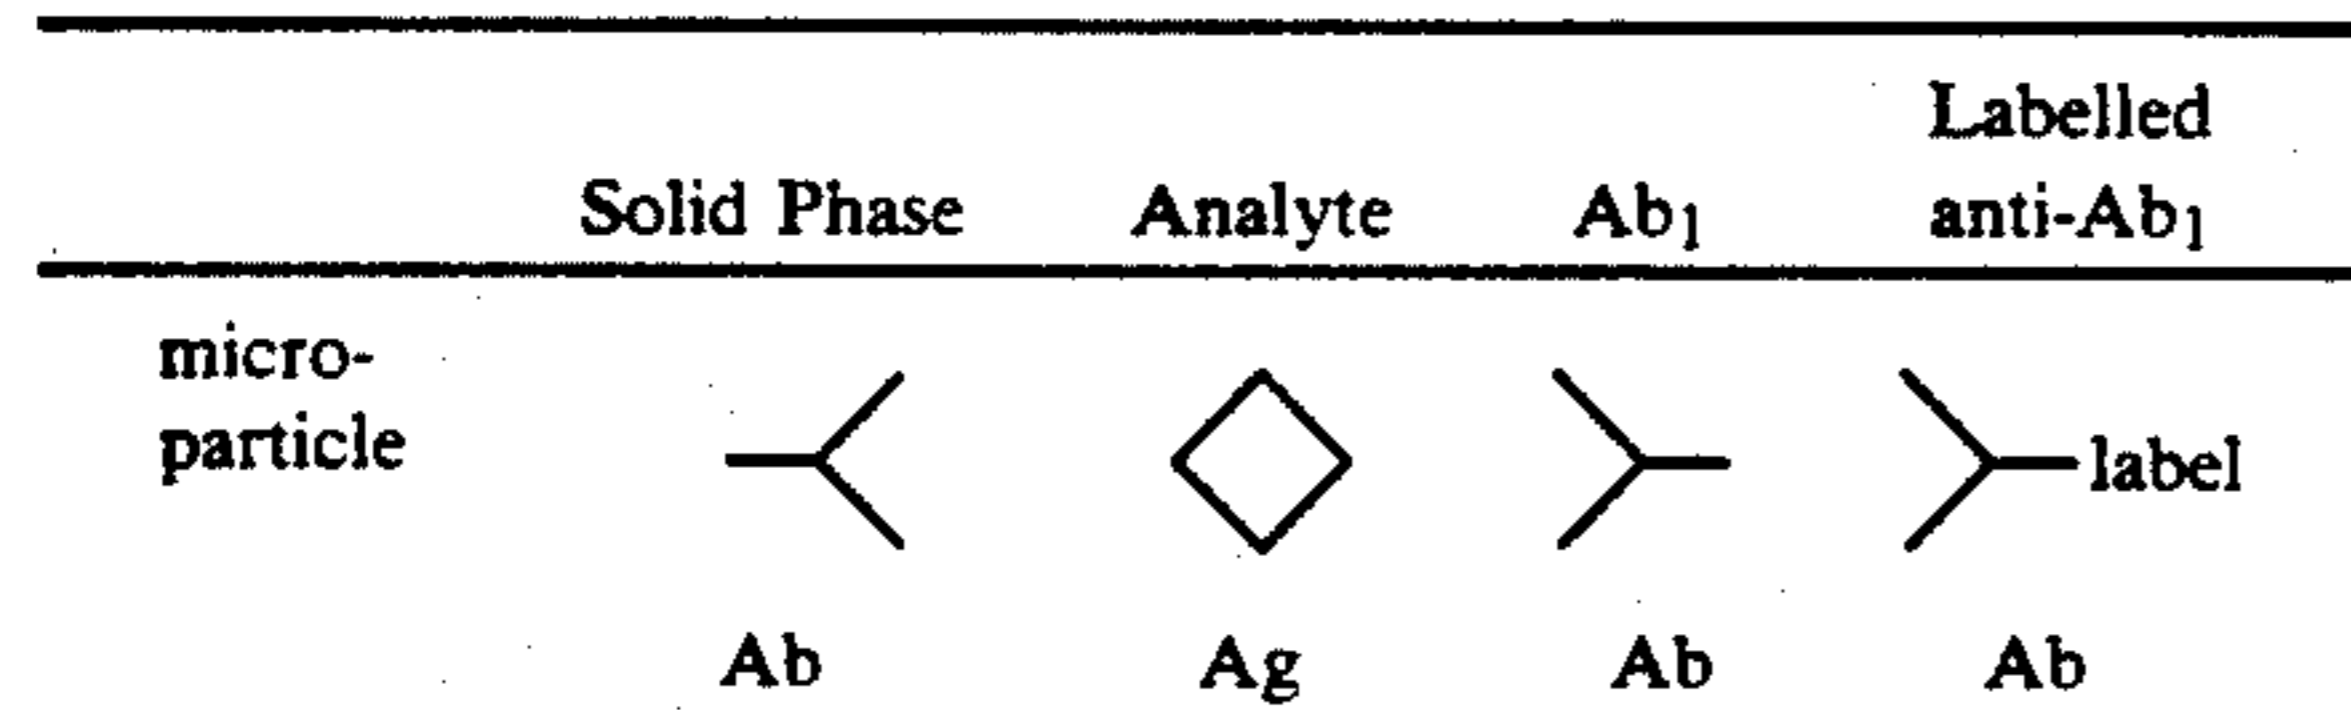 Labelled
Solid Phase Analyte Ab1 anti-Ab1
micro-
particle
label
Ab Ag Ab Ab